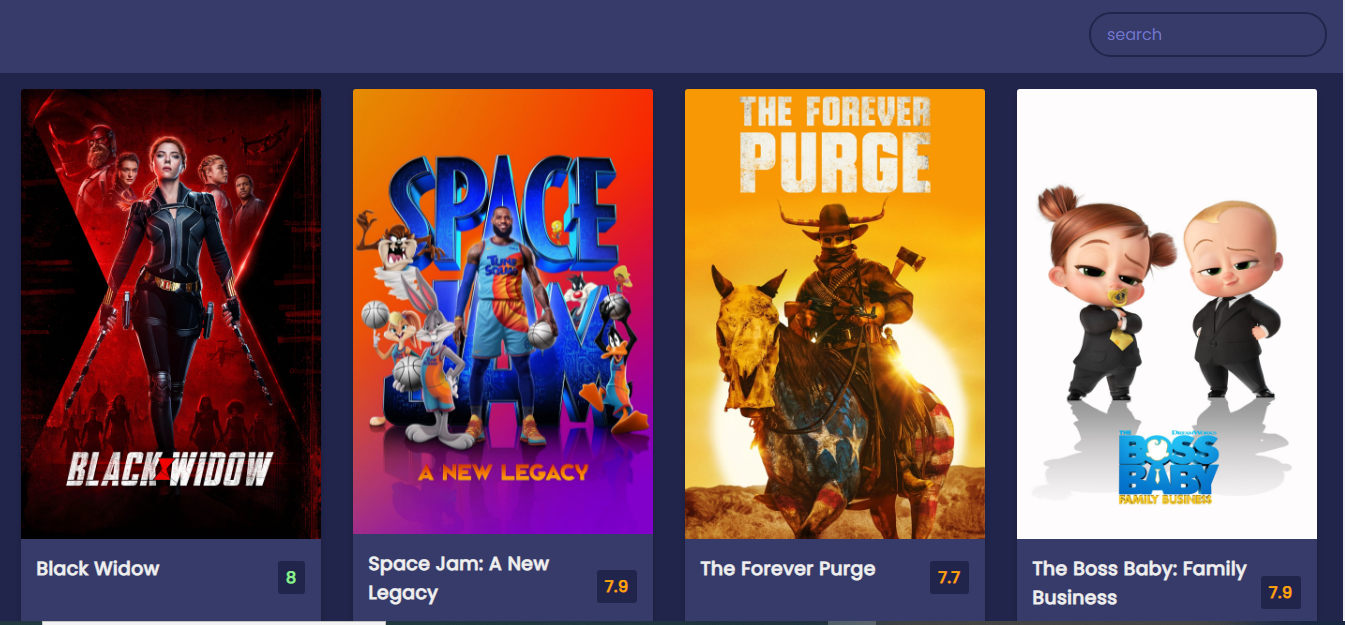 search
BLACK WIDOW
SPACE
JAM
TUNE
SQUAD
A NEW LEGACY
THE FOREVER
PURGE
THE
DREAMWORKS
BOSS
BABY
FAMILY BUSINESS
Black Widow
8
Space Jam: A New
Legacy
7.9
The Forever Purge
7.7
The Boss Baby: Family
Business
7.9